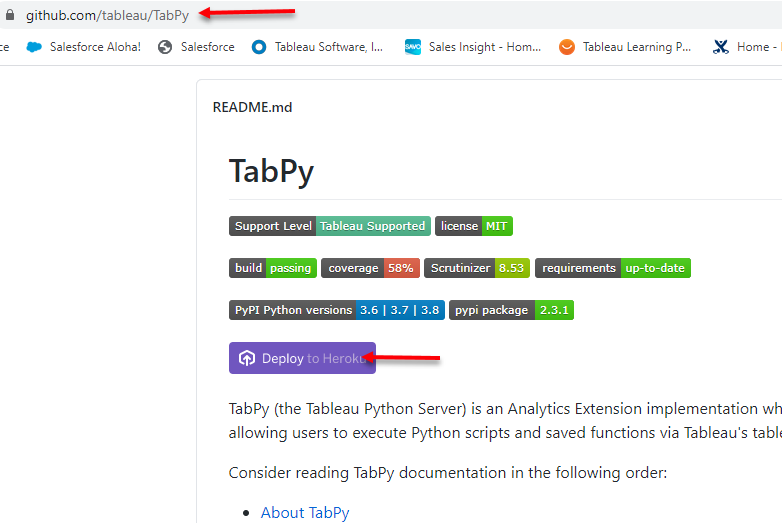 github.com/tableau/TabPy
ce Salesforce Aloha! Salesforce Tableau Software, I... SAVO Sales Insight - Hom... Tableau Learning P... Home -
README.md
TabPy
Support Level Tableau Supported license MIT
build passing coverage 58% Scrutinizer 8.53 requirements up-to-date
PyPI Python versions 3.6 | 3.7 | 3.8 pypi package 2.3.1
Deploy to Heroku
TabPy (the Tableau Python Server) is an Analytics Extension implementation wh
allowing users to execute Python scripts and saved functions via Tableau's table
Consider reading TabPy documentation in the following order:
• About TabPy